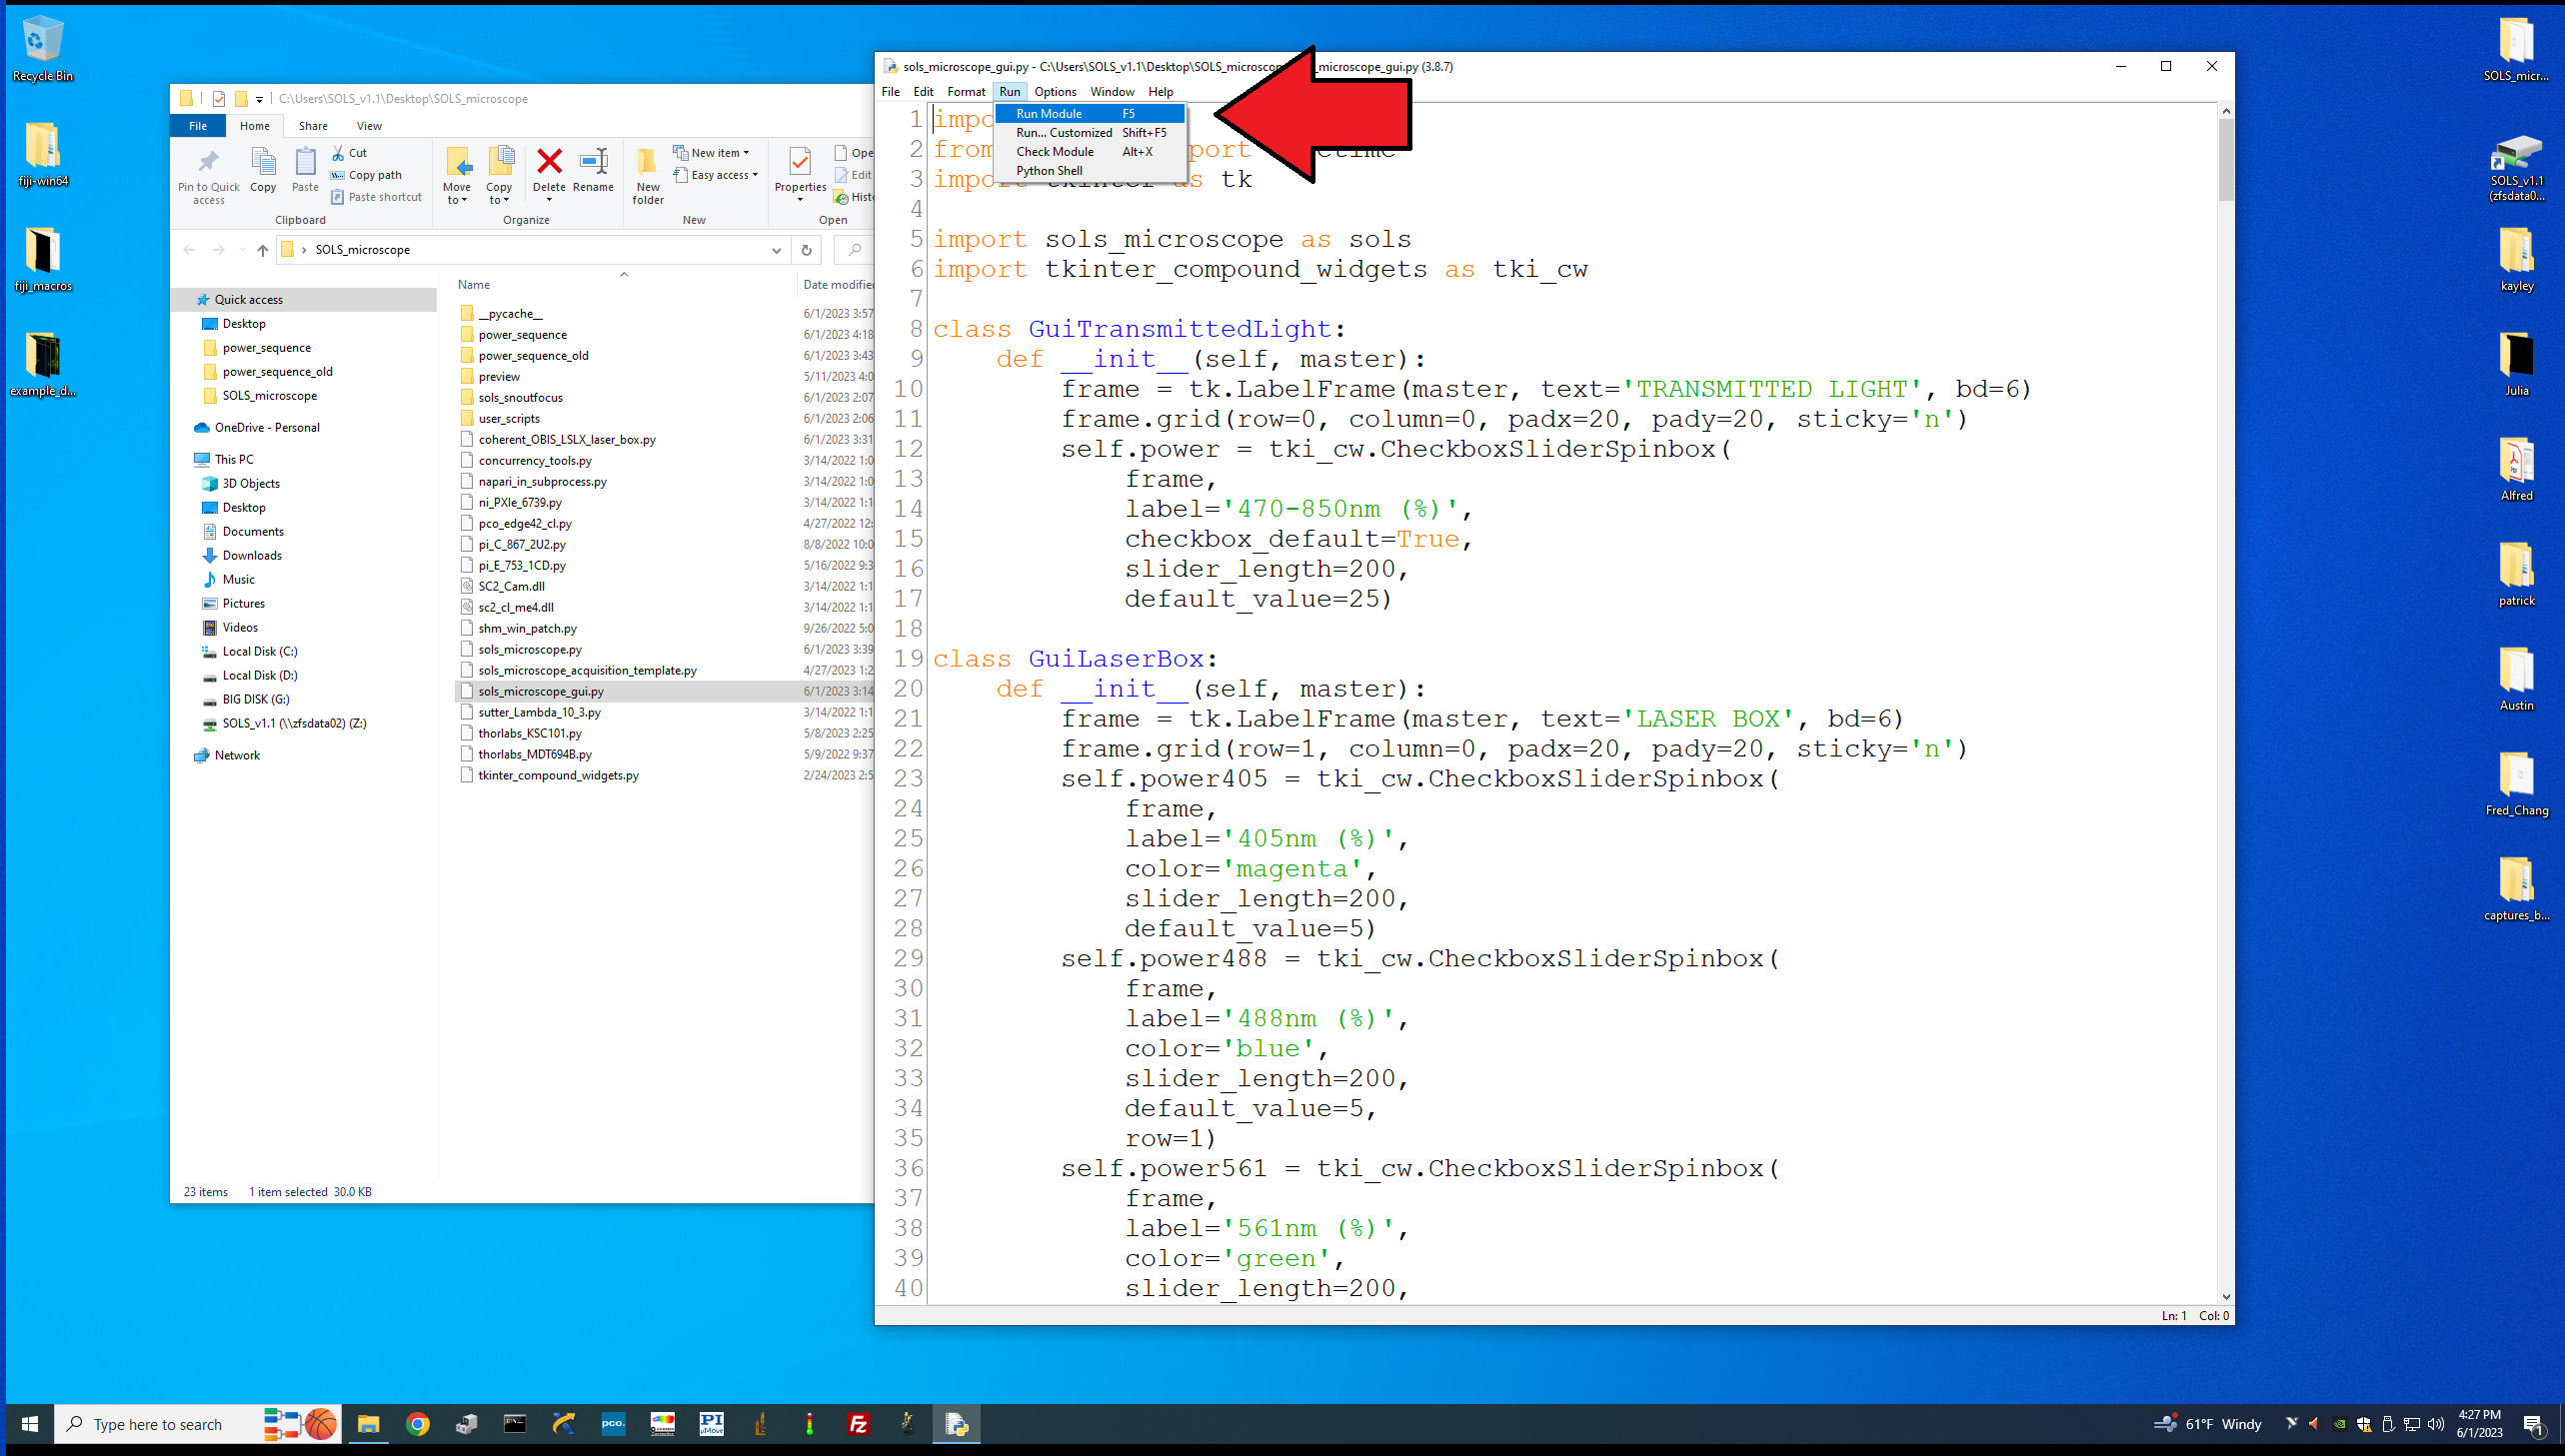 Recycle Bin
fiji-win64
fiji_macros
example_d...
C:\Users\SOLS_v1.1\Desktop\SOLS_microscope
File Home Share View
Pin to Quick access
Copy
Paste
Cut
Copy path
Paste shortcut
Clipboard
Move to
Copy to
Delete
Rename
Organize
New folder
New item
Easy access
New
Properties
Ope
Edit
Histo
Open
SOLS_microscope
Quick access
Desktop
power_sequence
power_sequence_old
SOLS_microscope
OneDrive - Personal
This PC
3D Objects
Desktop
Documents
Downloads
Music
Pictures
Videos
Local Disk (C:)
Local Disk (D:)
BIG DISK (G:)
SOLS_v1.1 (\\zfsdata02) (Z:)
Network
Name Date modified
__pycache__ 6/1/2023 3:57
power_sequence 6/1/2023 4:18
power_sequence_old 6/1/2023 3:43
preview 5/11/2023 4:0
sols_snoutfocus 6/1/2023 2:07
user_scripts 6/1/2023 2:06
coherent_OBIS_LSLX_laser_box.py 6/1/2023 3:31
concurrency_tools.py 3/14/2022 1:0
napari_in_subprocess.py 3/14/2022 1:0
ni_PXIe_6739.py 3/14/2022 1:1
pco_edge42_cl.py 4/27/2022 12:
pi_C_867_2U2.py 8/8/2022 10:0
pi_E_753_1CD.py 5/16/2022 9:3
SC2_Cam.dll 3/14/2022 1:1
sc2_cl_me4.dll 3/14/2022 1:1
shm_win_patch.py 9/26/2022 5:0
sols_microscope.py 6/1/2023 3:39
sols_microscope_acquisition_template.py 4/27/2023 1:2
sols_microscope_gui.py 6/1/2023 3:14
sutter_Lambda_10_3.py 3/14/2022 1:1
thorlabs_KSC101.py 5/8/2023 2:25
thorlabs_MDT694B.py 5/9/2022 9:37
tkinter_compound_widgets.py 2/24/2023 2:5
23 items 1 item selected 30.0 KB
sols_microscope_gui.py - C:\Users\SOLS_v1.1\Desktop\SOLS_microscop _microscope_gui.py (3.8.7)
File Edit Format Run Options Window Help
Run Module F5
Run... Customized Shift+F5
Check Module Alt+X
Python Shell
1 impo
2 from port etime
3 import tkinter as tk
4
5 import sols_microscope as sols
6 import tkinter_compound_widgets as tki_cw
7
8 class GuiTransmittedLight:
9 def __init__(self, master):
10 frame = tk.LabelFrame(master, text='TRANSMITTED LIGHT', bd=6)
11 frame.grid(row=0, column=0, padx=20, pady=20, sticky='n')
12 self.power = tki_cw.CheckboxSliderSpinbox(
13 frame,
14 label='470-850nm (%)',
15 checkbox_default=True,
16 slider_length=200,
17 default_value=25)
18
19 class GuiLaserBox:
20 def __init__(self, master):
21 frame = tk.LabelFrame(master, text='LASER BOX', bd=6)
22 frame.grid(row=1, column=0, padx=20, pady=20, sticky='n')
23 self.power405 = tki_cw.CheckboxSliderSpinbox(
24 frame,
25 label='405nm (%)',
26 color='magenta',
27 slider_length=200,
28 default_value=5)
29 self.power488 = tki_cw.CheckboxSliderSpinbox(
30 frame,
31 label='488nm (%)',
32 color='blue',
33 slider_length=200,
34 default_value=5,
35 row=1)
36 self.power561 = tki_cw.CheckboxSliderSpinbox(
37 frame,
38 label='561nm (%)',
39 color='green',
40 slider_length=200,
Ln: 1 Col: 0
SOLS_micr...
SOLS_v1.1
(zfsdata0...
kayley
Julia
Alfred
patrick
Austin
Fred_Chang
captures_b...
Type here to search
pco.
PI
µMove
Fz
61°F Windy
4:27 PM
6/1/2023
1